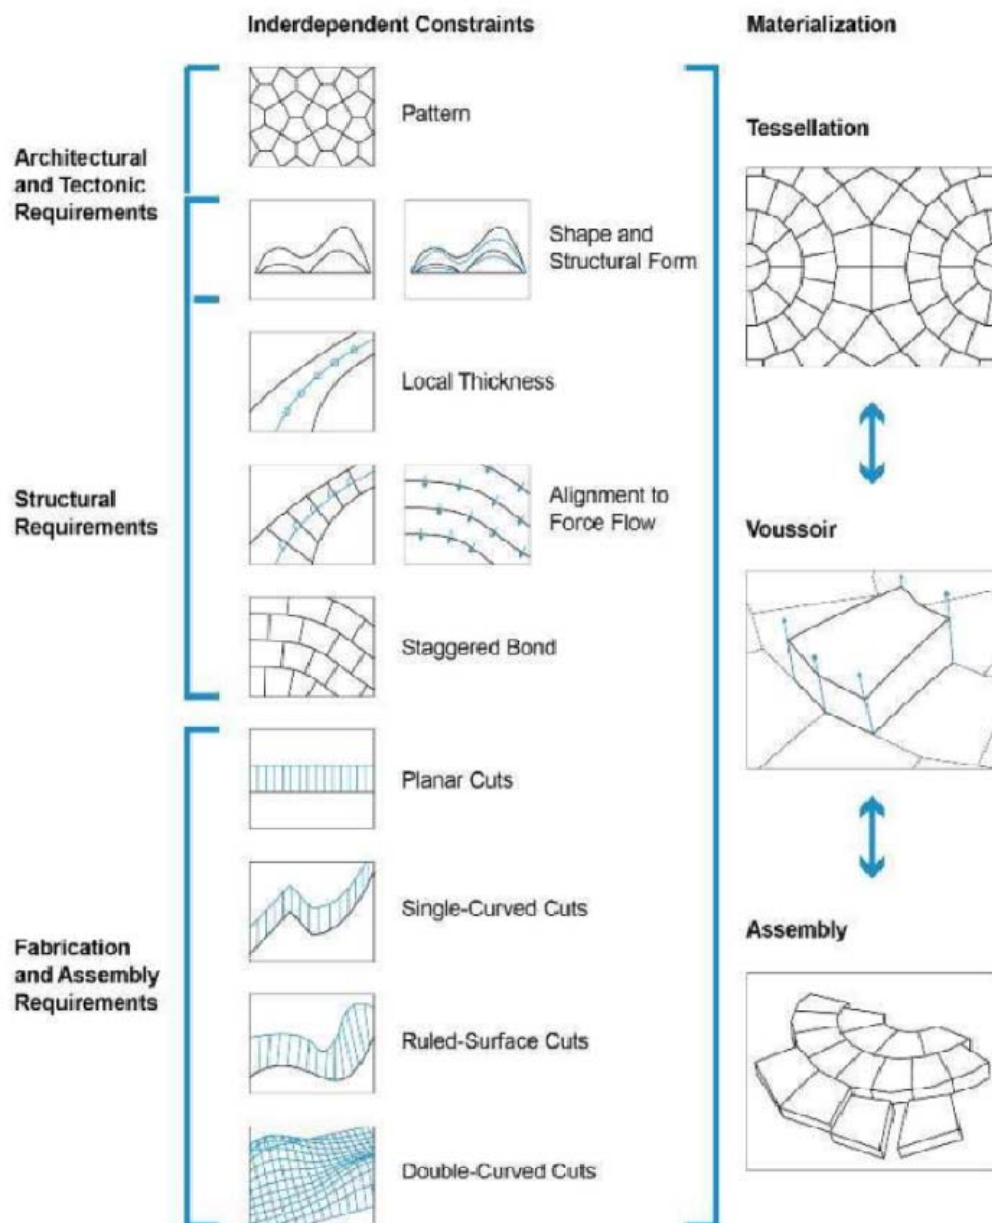 Inderdependent Constraints
Materialization
Architectural
and Tectonic
Requirements
Pattern
Shape and
Structural Form
Local Thickness
Structural
Requirements
Alignment to
Force Flow
Staggered Bond
Fabrication
and Assembly
Requirements
Planar Cuts
Single-Curved Cuts
Ruled-Surface Cuts
Double-Curved Cuts
Tessellation
Voussoir
Assembly